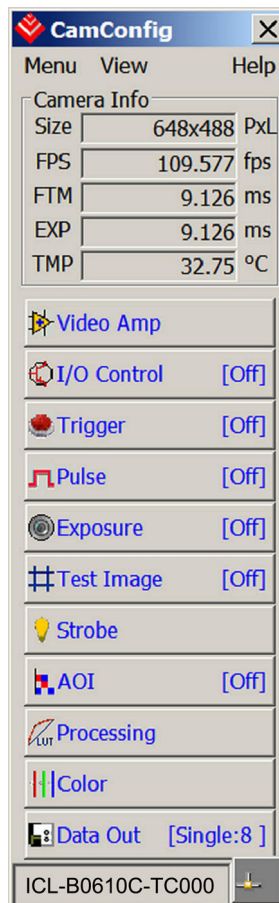 CamConfig
Menu View Help
Camera Info
Size 648x488 PxL
FPS 109.577 fps
FTM 9.126 ms
EXP 9.126 ms
TMP 32.75 ºC
Video Amp
I/O Control [Off]
Trigger [Off]
Pulse [Off]
Exposure [Off]
Test Image [Off]
Strobe
AOI [Off]
LUT Processing
Color
Data Out [Single:8 ]
ICL-B0610C-TC000